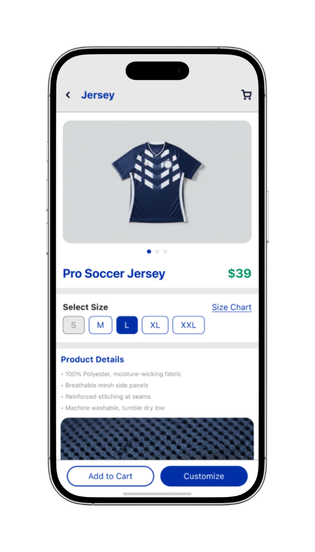 Jersey
Pro Soccer Jersey $39
Select Size Size Chart
S M L XL XXL
Product Details
• 100% Polyester, moisture-wicking fabric
• Breathable mesh side panels
• Reinforced stitching at seams
• Machine washable, tumble dry low
Add to Cart Customize